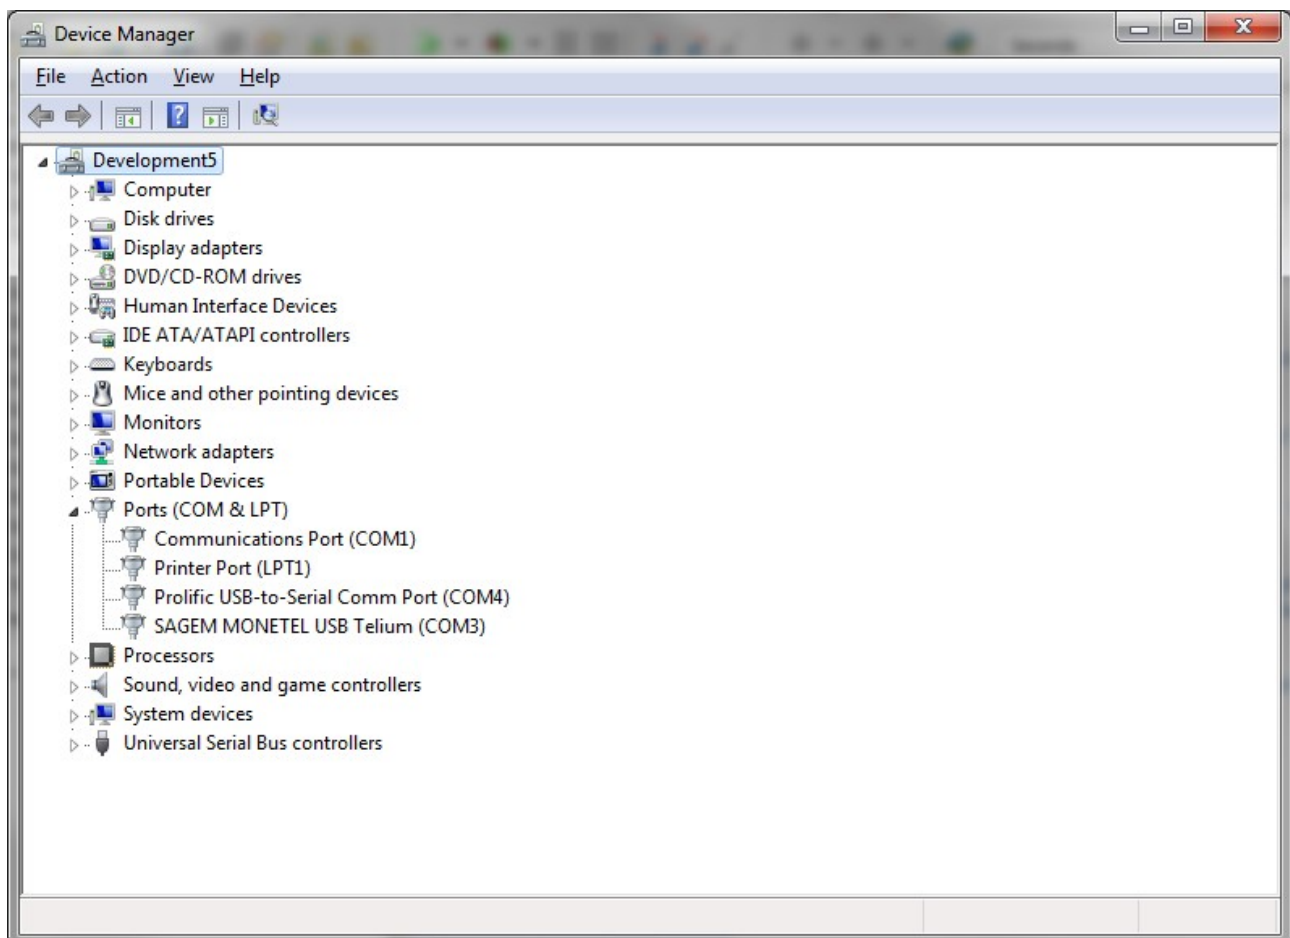 Device Manager
File Action View Help
Development5
Computer
Disk drives
Display adapters
DVD/CD-ROM drives
Human Interface Devices
IDE ATA/ATAPI controllers
Keyboards
Mice and other pointing devices
Monitors
Network adapters
Portable Devices
Ports (COM & LPT)
Communications Port (COM1)
Printer Port (LPT1)
Prolific USB-to-Serial Comm Port (COM4)
SAGEM MONETEL USB Telium (COM3)
Processors
Sound, video and game controllers
System devices
Universal Serial Bus controllers